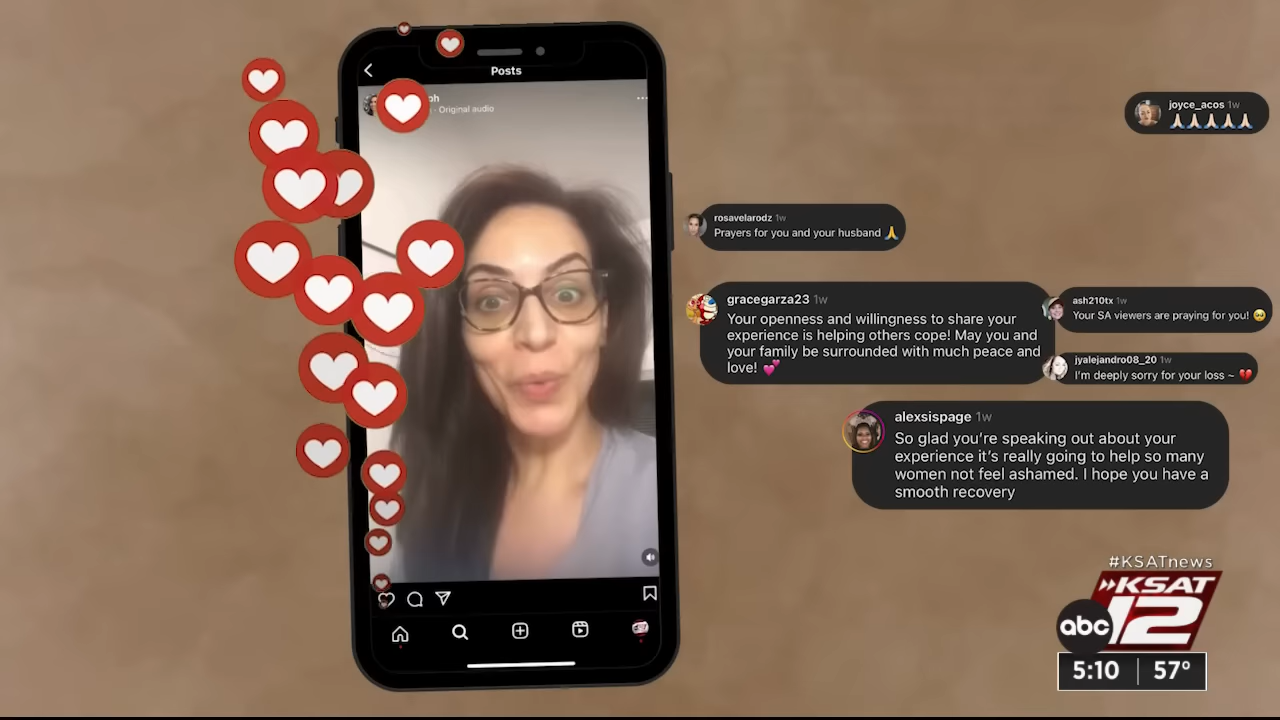 Posts
Original audio
joyce_acos 1w
rosavelarodz 1w
Prayers for you and your husband
gracegarza23 1w
Your openness and willingness to share your
experience is helping others cope! May you and
your family be surrounded with much peace and
love!
ash210tx 1w
Your SA viewers are praying for you!
jyalejandro08_20 1w
I'm deeply sorry for your loss ~
alexsispage 1w
So glad you're speaking out about your
experience it's really going to help so many
women not feel ashamed. I hope you have a
smooth recovery
#KSATnews
KSAT
abc 12
5:10 57°